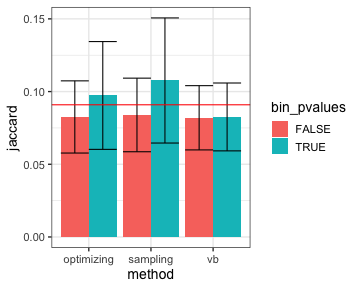 0.15
0.10
0.05
0.00
jaccard
optimizing sampling vb
method
bin_pvalues
FALSE
TRUE